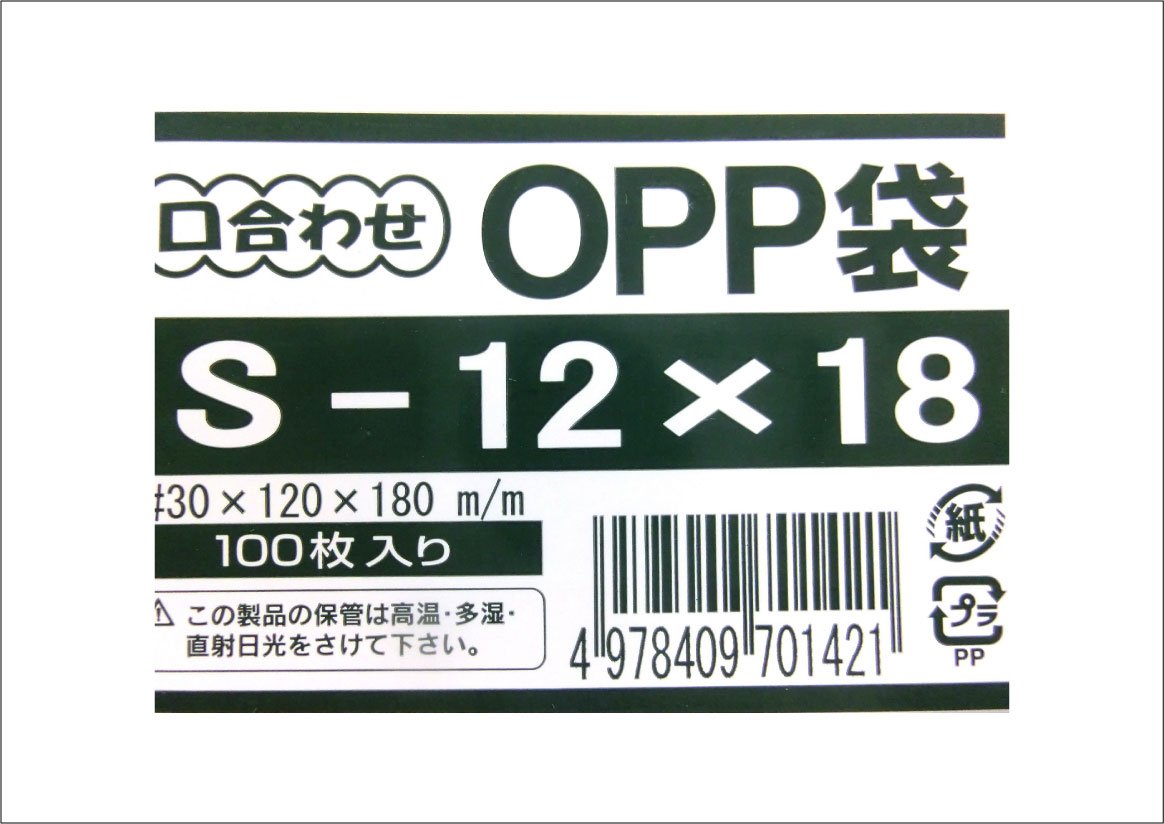 口合わせ OPP袋
S-12×18
#30×120×180 m/m
100枚入り
⚠ この製品の保管は高温・多湿・
直射日光をさけて下さい。
4 978409 701421
紙
プラ
PP